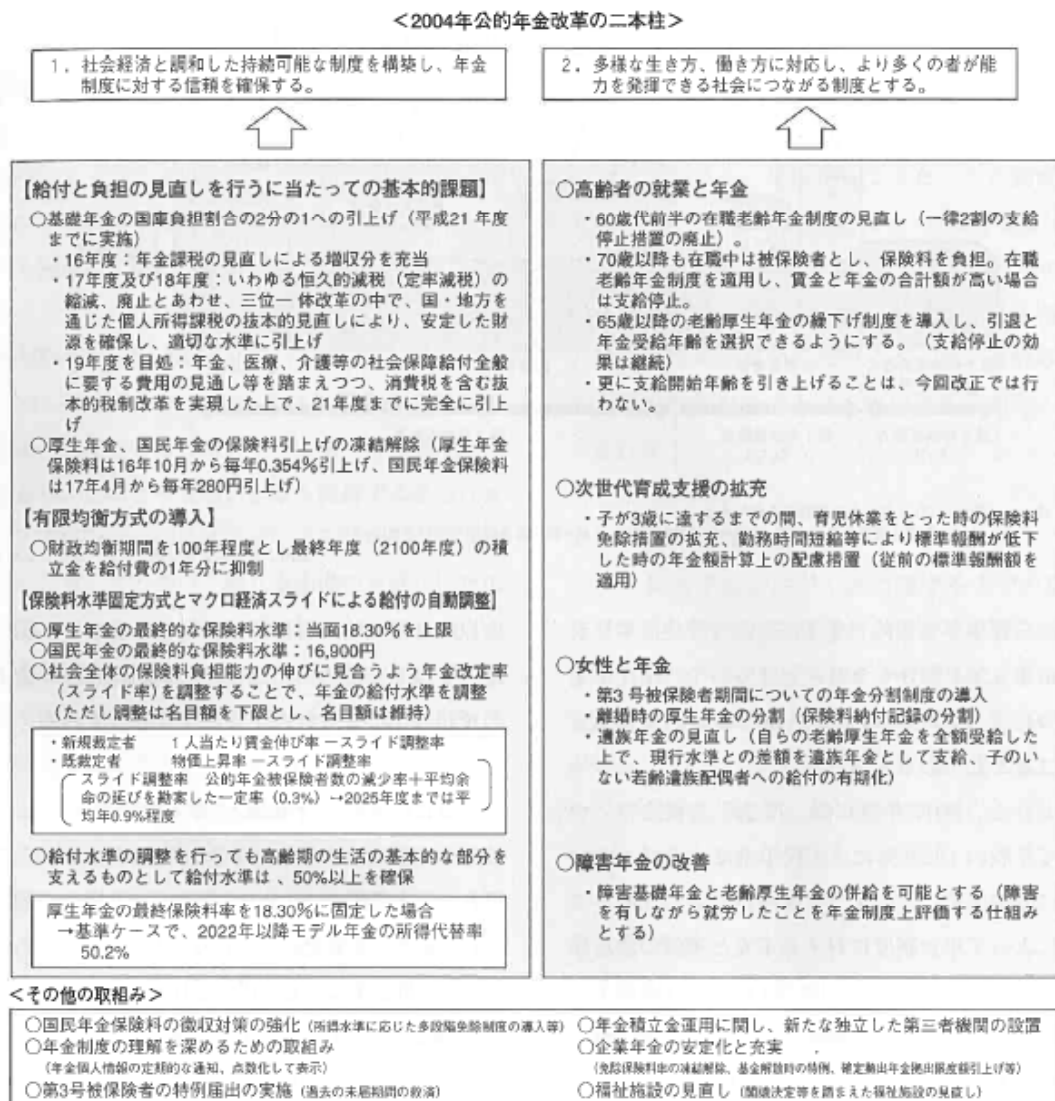 ＜2004年公的年金改革の二本柱＞
1．社会経済と調和した持続可能な制度を構築し、年金
制度に対する信頼を確保する。
2．多様な生き方、働き方に対応し、より多くの者が能
力を発揮できる社会につながる制度とする。
【給付と負担の見直しを行うに当たっての基本的課題】
○基礎年金の国庫負担割合の2分の1への引上げ（平成21年度
までに実施）
・16年度：年金課税の見直しによる増収分を充当
・17年度及び18年度：いわゆる恒久的減税（定率減税）の
縮減、廃止とあわせ、三位一体改革の中で、国・地方を
通じた個人所得課税の抜本的見直しにより、安定した財
源を確保し、適切な水準に引上げ
・19年度を目処：年金、医療、介護等の社会保障給付全般
に要する費用の見通し等を踏まえつつ、消費税を含む抜
本的税制改革を実現した上で、21年度までに完全に引上
げ
○厚生年金、国民年金の保険料引上げの凍結解除（厚生年金
保険料は16年10月から毎年0.354％引上げ、国民年金保険料
は17年4月から毎年280円引上げ）
【有限均衡方式の導入】
○財政均衡期間を100年程度とし最終年度（2100年度）の積
立金を給付費の1年分に抑制
【保険料水準固定方式とマクロ経済スライドによる給付の自動調整】
○厚生年金の最終的な保険料水準：当面18.30％を上限
○国民年金の最終的な保険料水準：16,900円
○社会全体の保険料負担能力の伸びに見合うよう年金改定率
（スライド率）を調整することで、年金の給付水準を調整
（ただし調整は名目額を下限とし、名目額は維持）
・新規裁定者　1人当たり賃金伸び率－スライド調整率
・既裁定者　物価上昇率－スライド調整率
スライド調整率　公的年金被保険者数の減少率＋平均余
命の延びを勘案した一定率（0.3％）→2025年度までは平
均年0.9％程度
○給付水準の調整を行っても高齢期の生活の基本的な部分を
支えるものとして給付水準は、50％以上を確保
厚生年金の最終保険料率を18.30％に固定した場合
→基準ケースで、2022年以降モデル年金の所得代替率
50.2％
○高齢者の就業と年金
・60歳代前半の在職老齢年金制度の見直し（一律2割の支給
停止措置の廃止）。
・70歳以降も在職中は被保険者とし、保険料を負担。在職
老齢年金制度を適用し、賃金と年金の合計額が高い場合
は支給停止。
・65歳以降の老齢厚生年金の繰下げ制度を導入し、引退と
年金受給年齢を選択できるようにする。（支給停止の効
果は継続）
・更に支給開始年齢を引き上げることは、今回改正では行
わない。
○次世代育成支援の拡充
・子が3歳に達するまでの間、育児休業をとった時の保険料
免除措置の拡充、勤務時間短縮等により標準報酬が低下
した時の年金額計算上の配慮措置（従前の標準報酬額を
適用）
○女性と年金
・第3号被保険者期間についての年金分割制度の導入
・離婚時の厚生年金の分割（保険料納付記録の分割）
・遺族年金の見直し（自らの老齢厚生年金を全額受給した
上で、現行水準との差額を遺族年金として支給、子のい
ない若齢遺族配偶者への給付の有期化）
○障害年金の改善
・障害基礎年金と老齢厚生年金の併給を可能とする（障害
を有しながら就労したことを年金制度上評価する仕組み
とする）
＜その他の取組み＞
○国民年金保険料の徴収対策の強化（所得水準に応じた多段階免除制度の導入等）
○年金制度の理解を深めるための取組み
（年金個人情報の定期的な通知、点数化して表示）
○第3号被保険者の特例届出の実施（過去の未届期間の救済）
○年金積立金運用に関し、新たな独立した第三者機関の設置
○企業年金の安定化と充実
（免除保険料率の凍結解除、基金解散時の特例、確定拠出年金拠出限度額引上げ等）
○福祉施設の見直し（閣議決定等を踏まえた福祉施設の見直し）